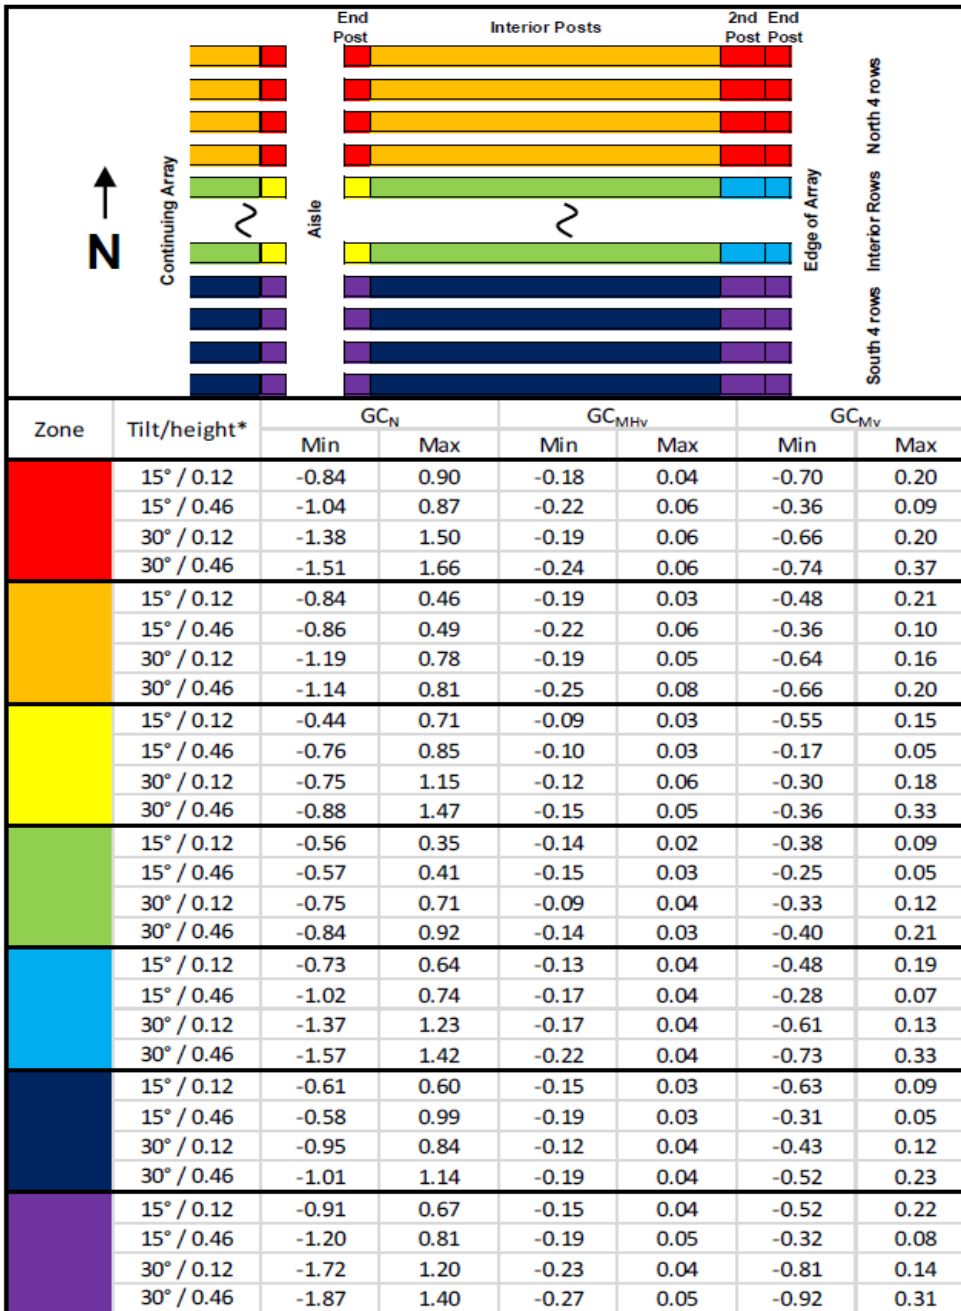 End Post
Interior Posts
2nd Post
End Post
North 4 rows
Interior Rows
South 4 rows
Edge of Array
Aisle
Continuing Array
N
Zone Tilt/height* GC_N GC_MHv GC_Mv
Min Max Min Max Min Max
15° / 0.12 -0.84 0.90 -0.18 0.04 -0.70 0.20
15° / 0.46 -1.04 0.87 -0.22 0.06 -0.36 0.09
30° / 0.12 -1.38 1.50 -0.19 0.06 -0.66 0.20
30° / 0.46 -1.51 1.66 -0.24 0.06 -0.74 0.37
15° / 0.12 -0.84 0.46 -0.19 0.03 -0.48 0.21
15° / 0.46 -0.86 0.49 -0.22 0.06 -0.36 0.10
30° / 0.12 -1.19 0.78 -0.19 0.05 -0.64 0.16
30° / 0.46 -1.14 0.81 -0.25 0.08 -0.66 0.20
15° / 0.12 -0.44 0.71 -0.09 0.03 -0.55 0.15
15° / 0.46 -0.76 0.85 -0.10 0.03 -0.17 0.05
30° / 0.12 -0.75 1.15 -0.12 0.06 -0.30 0.18
30° / 0.46 -0.88 1.47 -0.15 0.05 -0.36 0.33
15° / 0.12 -0.56 0.35 -0.14 0.02 -0.38 0.09
15° / 0.46 -0.57 0.41 -0.15 0.03 -0.25 0.05
30° / 0.12 -0.75 0.71 -0.09 0.04 -0.33 0.12
30° / 0.46 -0.84 0.92 -0.14 0.03 -0.40 0.21
15° / 0.12 -0.73 0.64 -0.13 0.04 -0.48 0.19
15° / 0.46 -1.02 0.74 -0.17 0.04 -0.28 0.07
30° / 0.12 -1.37 1.23 -0.17 0.04 -0.61 0.13
30° / 0.46 -1.57 1.42 -0.22 0.04 -0.73 0.33
15° / 0.12 -0.61 0.60 -0.15 0.03 -0.63 0.09
15° / 0.46 -0.58 0.99 -0.19 0.03 -0.31 0.05
30° / 0.12 -0.95 0.84 -0.12 0.04 -0.43 0.12
30° / 0.46 -1.01 1.14 -0.19 0.04 -0.52 0.23
15° / 0.12 -0.91 0.67 -0.15 0.04 -0.52 0.22
15° / 0.46 -1.20 0.81 -0.19 0.05 -0.32 0.08
30° / 0.12 -1.72 1.20 -0.23 0.04 -0.81 0.14
30° / 0.46 -1.87 1.40 -0.27 0.05 -0.92 0.31